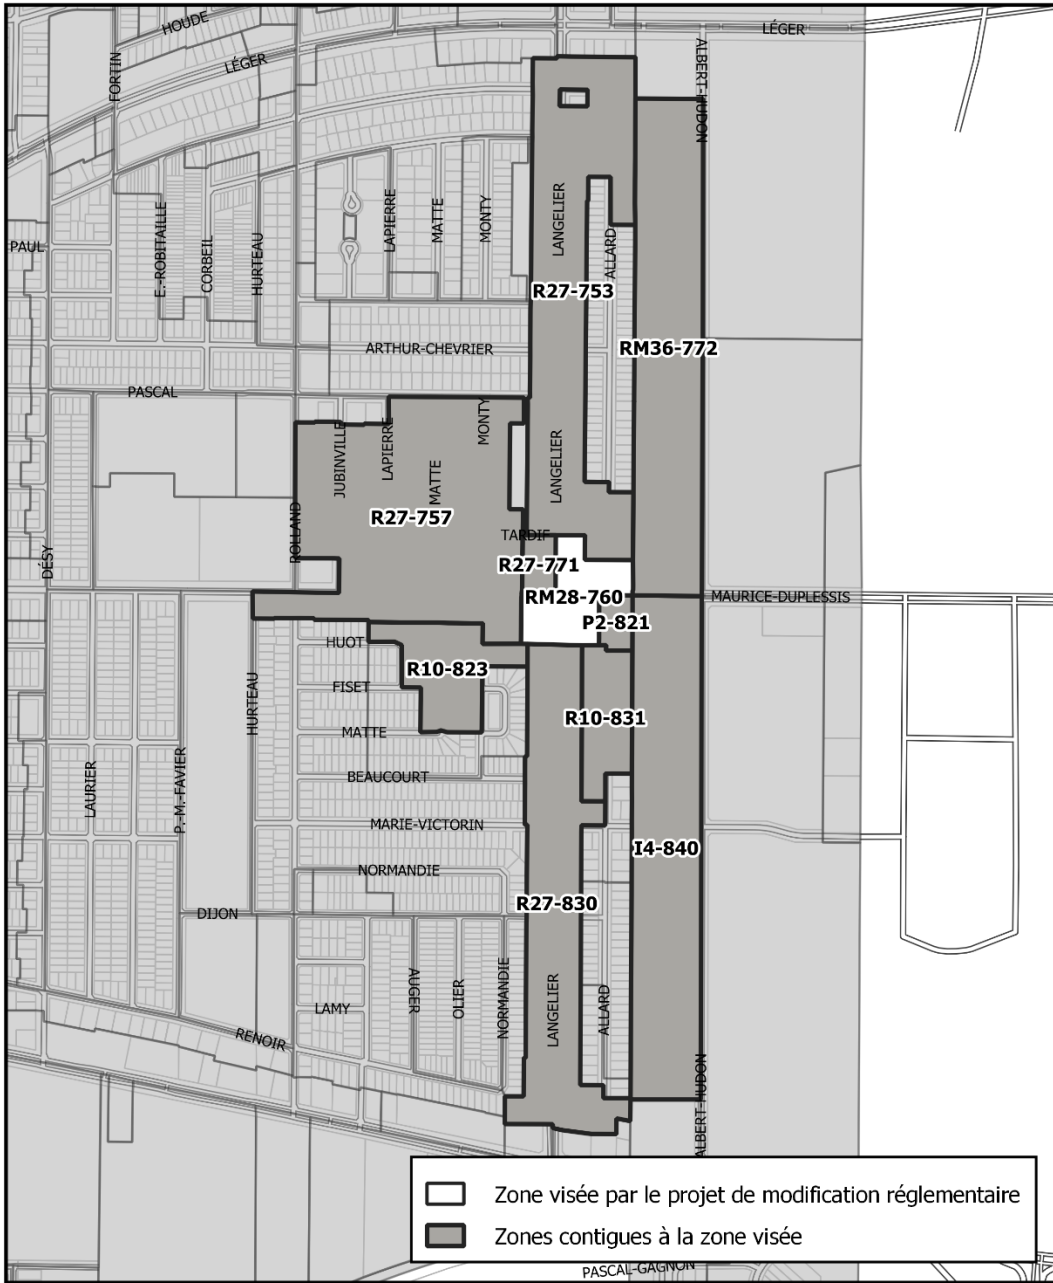 HOUDE
LÉGER
FORTIN
LÉGER
ALBERT-HUDON
LAPIERRE
MATTE
MONTY
LANGELIER
ALLARD
PAUL
E.-ROBITAILLE
CORBEIL
HURTEAU
R27-753
RM36-772
ARTHUR-CHEVRIER
PASCAL
JUBINVILLE
LAPIERRE
MONTY
MATTE
LANGELIER
R27-757
ROLLAND
TARDIF
DÉSY
R27-771
RM28-760
MAURICE-DUPLESSIS
P2-821
HUOT
R10-823
FISET
HURTEAU
R10-831
MATTE
LAURIER
P.-M.-FAVIER
BEAUCOURT
MARIE-VICTORIN
I4-840
NORMANDIE
R27-830
DIJON
AUGER
OLIER
NORMANDIE
LANGELIER
ALLARD
LAMY
RENOIR
ALBERT-HUDON
Zone visée par le projet de modification réglementaire
Zones contigues à la zone visée
PASCAL-GAGNON